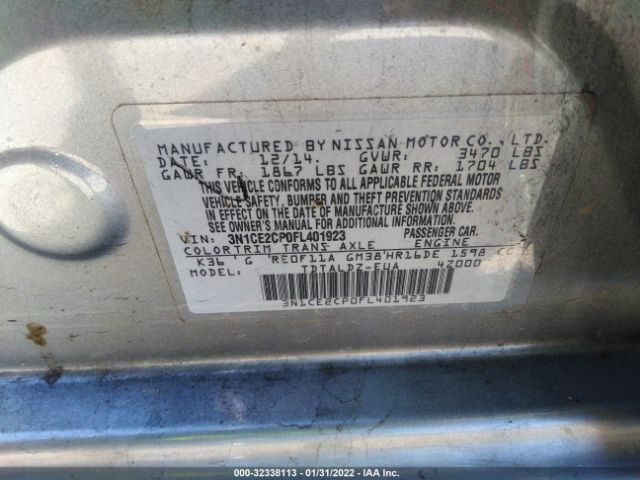 MANUFACTURED BY NISSAN MOTOR CO., LTD.
DATE: 12/14. GVWR: 3470 LBS
GAWR FR: 1867 LBS GAWR RR: 1704 LBS
THIS VEHICLE CONFORMS TO ALL APPLICABLE FEDERAL MOTOR
VEHICLE SAFETY, BUMPER AND THEFT PREVENTION STANDARDS
IN EFFECT ON THE DATE OF MANUFACTURE SHOWN ABOVE.
SEE OWNER'S MANUAL FOR ADDITIONAL INFORMATION.
VIN: 3N1CE2CP0FL401923 PASSENGER CAR.
COLOR TRIM TRANS AXLE ENGINE
K36 G RE0F11A GM38 HR16DE 1598 CC
MODEL: TDTALDZ-EUA 4Z000
3N1CE2CP0FL401923
000-32338113 - 01/31/2022 - IAA Inc.